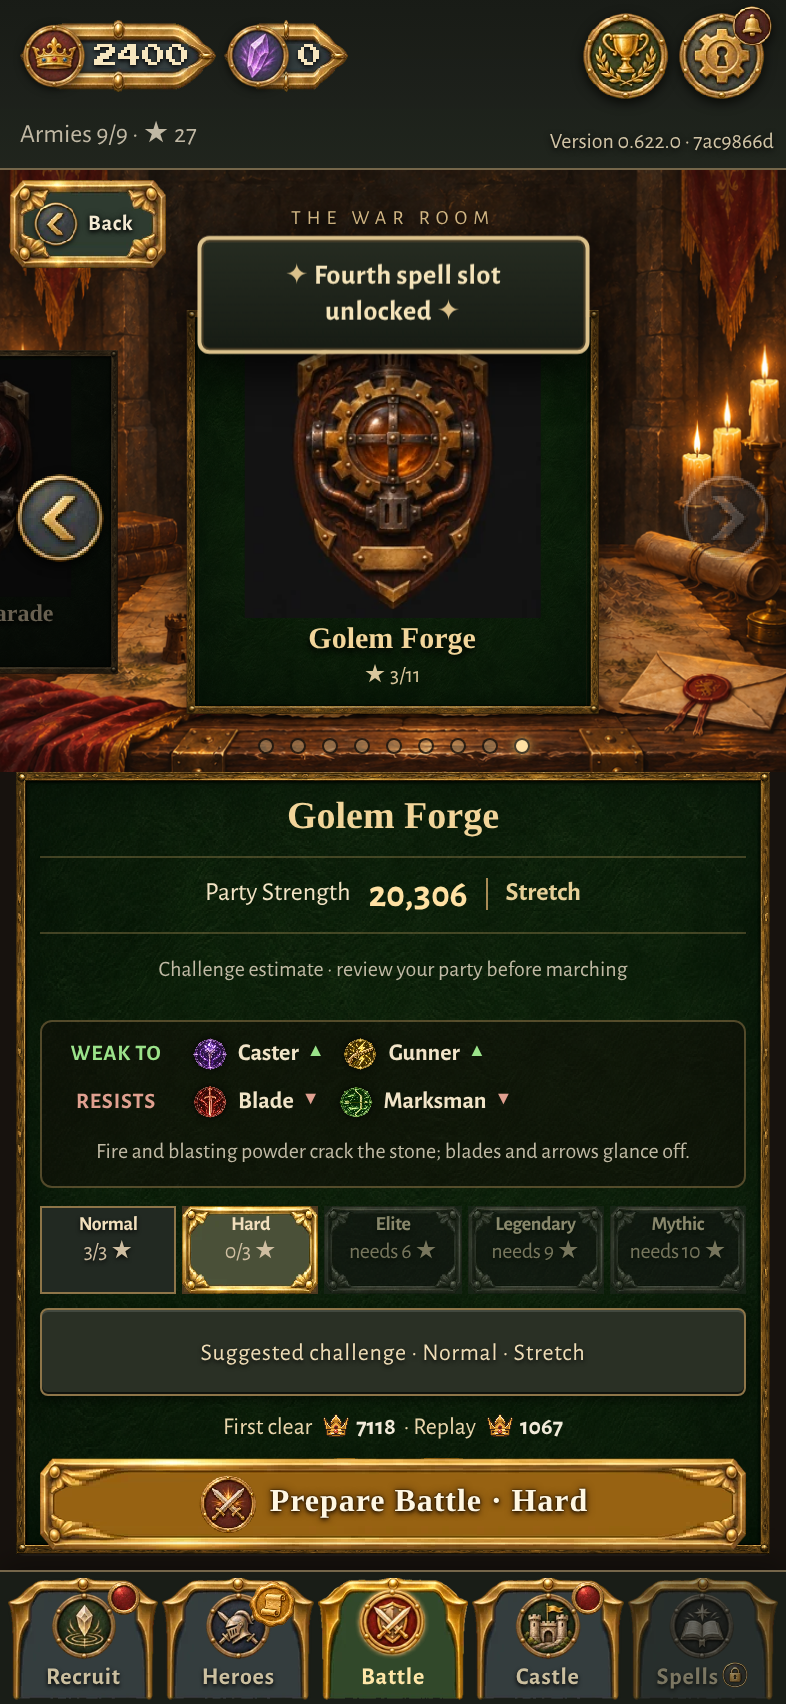 2400
0
Armies 9/9 · ★ 27
Version 0.622.0 · 7ac9866d
Back
THE WAR ROOM
✦ Fourth spell slot
unlocked ✦
arade
Golem Forge
★ 3/11
Golem Forge
Party Strength 20,306 | Stretch
Challenge estimate · review your party before marching
WEAK TO Caster ▲ Gunner ▲
RESISTS Blade ▼ Marksman ▼
Fire and blasting powder crack the stone; blades and arrows glance off.
Normal
3/3 ★
Hard
0/3 ★
Elite
needs 6 ★
Legendary
needs 9 ★
Mythic
needs 10 ★
Suggested challenge · Normal · Stretch
First clear 7118 · Replay 1067
Prepare Battle · Hard
Recruit
Heroes
Battle
Castle
Spells